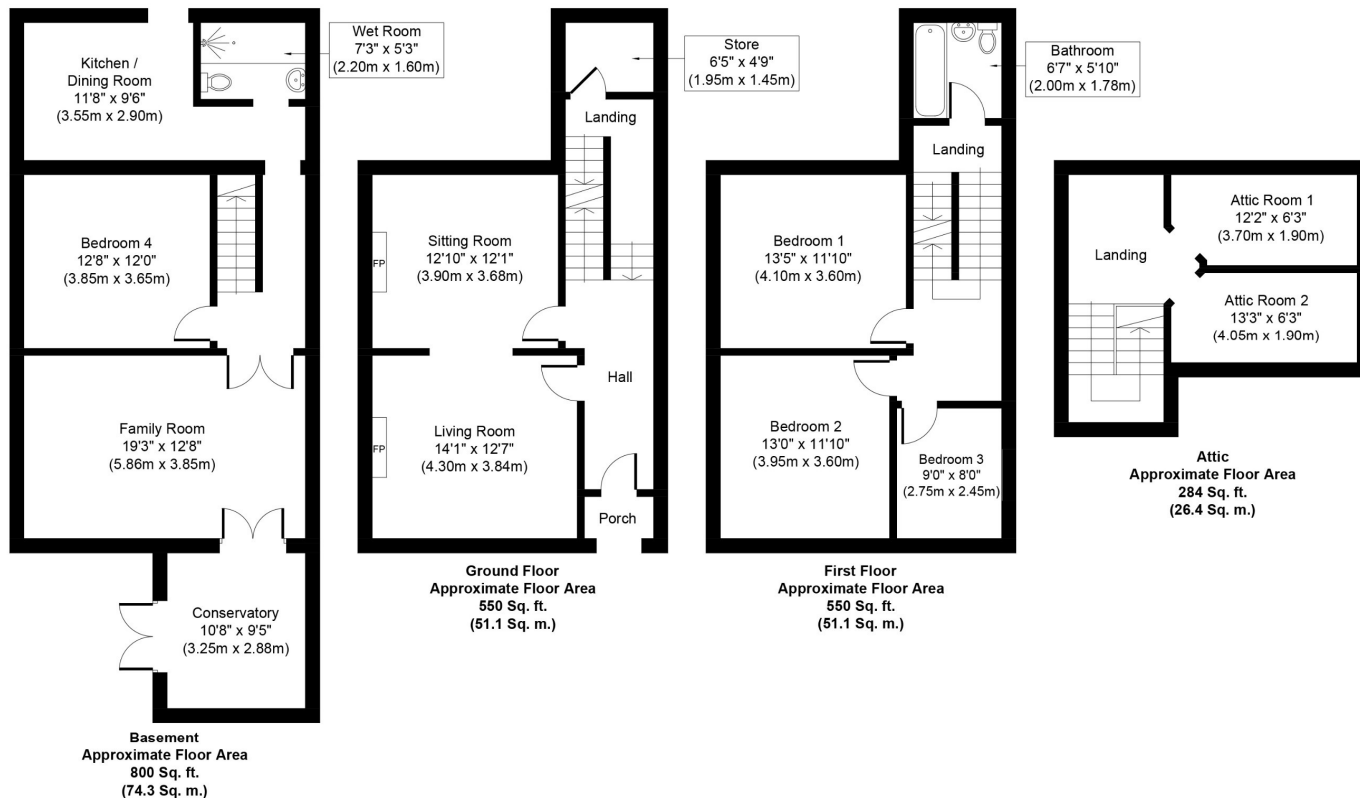 Kitchen /
Dining Room
11'8" x 9'6"
(3.55m x 2.90m)
Wet Room
7'3" x 5'3"
(2.20m x 1.60m)
Bedroom 4
12'8" x 12'0"
(3.85m x 3.65m)
Family Room
19'3" x 12'8"
(5.86m x 3.85m)
Conservatory
10'8" x 9'5"
(3.25m x 2.88m)
Basement
Approximate Floor Area
800 Sq. ft.
(74.3 Sq. m.)
Store
6'5" x 4'9"
(1.95m x 1.45m)
Landing
Sitting Room
12'10" x 12'1"
(3.90m x 3.68m)
FP
Hall
Living Room
14'1" x 12'7"
(4.30m x 3.84m)
FP
Porch
Ground Floor
Approximate Floor Area
550 Sq. ft.
(51.1 Sq. m.)
Bathroom
6'7" x 5'10"
(2.00m x 1.78m)
Landing
Bedroom 1
13'5" x 11'10"
(4.10m x 3.60m)
Bedroom 2
13'0" x 11'10"
(3.95m x 3.60m)
Bedroom 3
9'0" x 8'0"
(2.75m x 2.45m)
First Floor
Approximate Floor Area
550 Sq. ft.
(51.1 Sq. m.)
Attic Room 1
12'2" x 6'3"
(3.70m x 1.90m)
Landing
Attic Room 2
13'3" x 6'3"
(4.05m x 1.90m)
Attic
Approximate Floor Area
284 Sq. ft.
(26.4 Sq. m.)